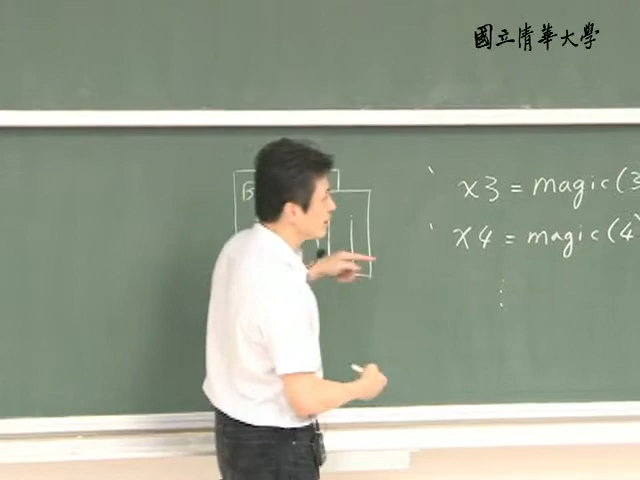 國立清華大學
x3 = magic(3
x4 = magic(4)
⋮